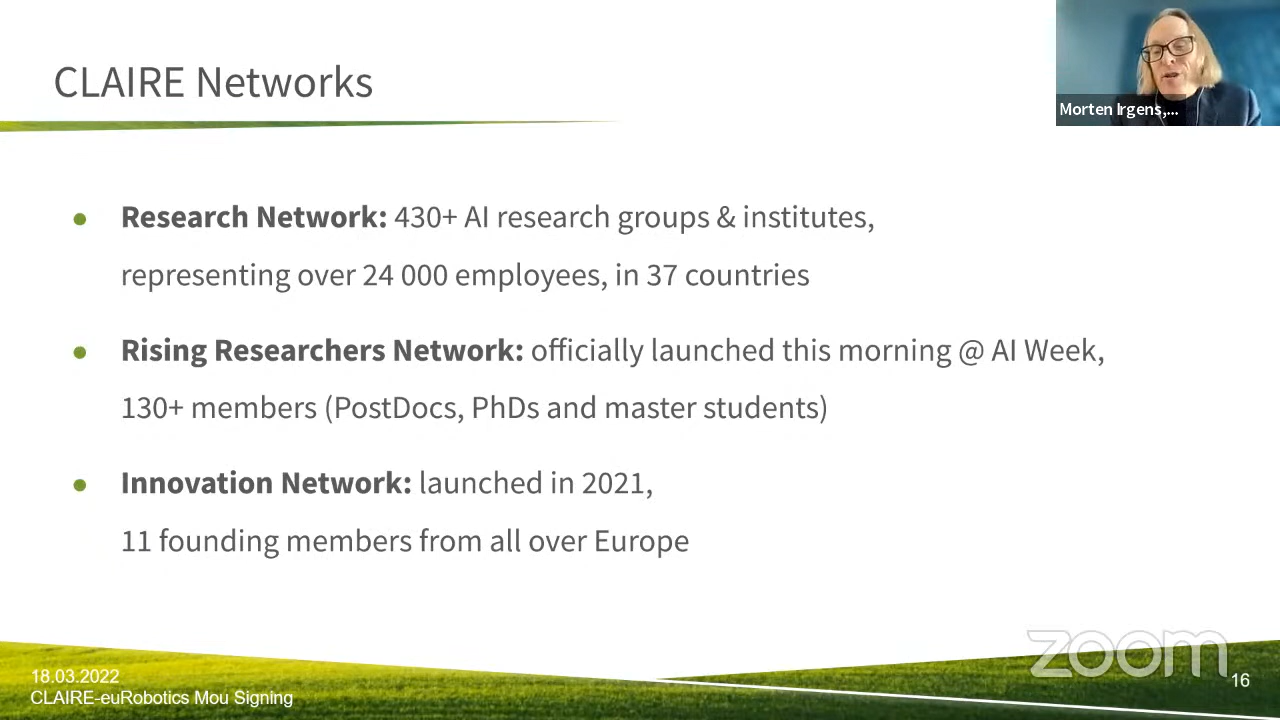 CLAIRE Networks
Morten Irgens,...
● Research Network: 430+ AI research groups & institutes,
representing over 24 000 employees, in 37 countries
● Rising Researchers Network: officially launched this morning @ AI Week,
130+ members (PostDocs, PhDs and master students)
● Innovation Network: launched in 2021,
11 founding members from all over Europe
zoom
18.03.2022
CLAIRE-euRobotics Mou Signing
16